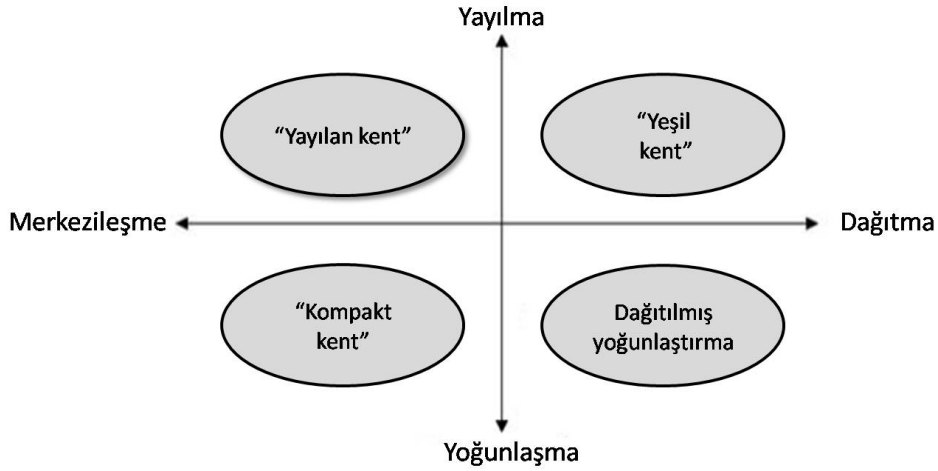 Yayılma
“Yayılan kent”
“Yeşil
kent”
Merkezileşme
Dağıtma
“Kompakt
kent”
Dağıtılmış
yoğunlaştırma
Yoğunlaşma